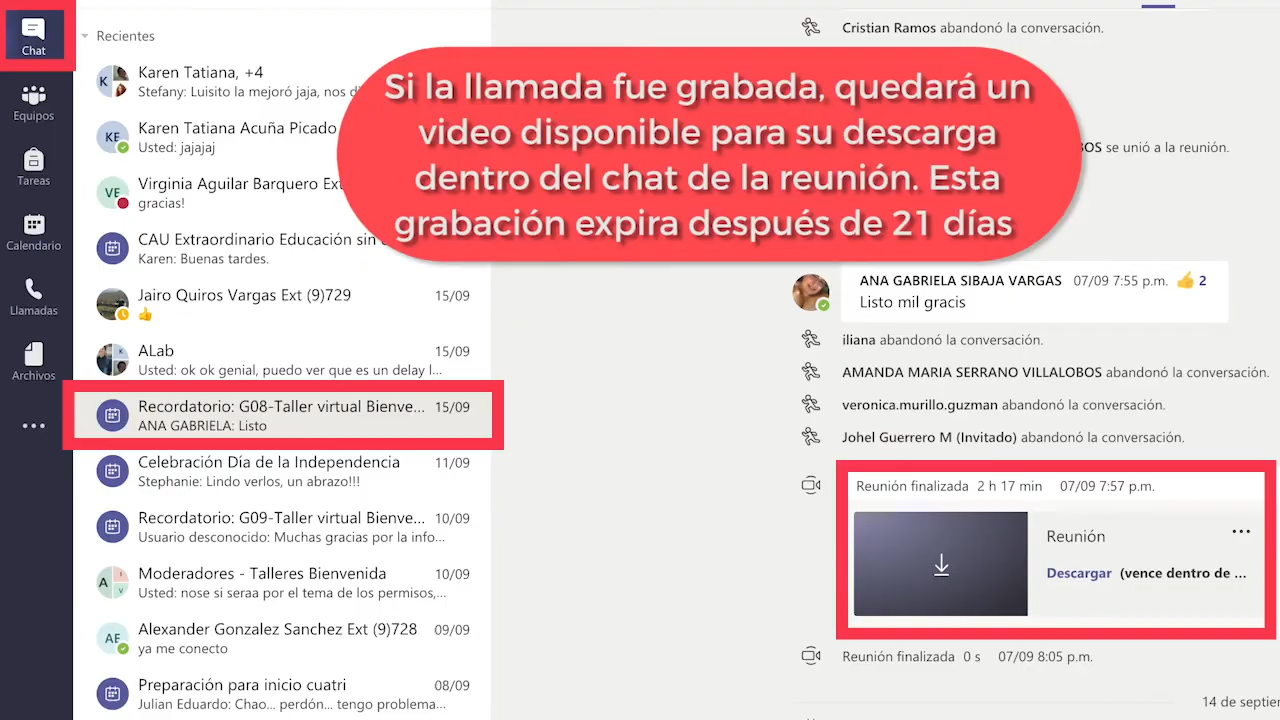 Chat
Equipos
Tareas
Calendario
Llamadas
Archivos
Recientes
Karen Tatiana, +4
Stefany: Luisito la mejoró jaja, nos
Karen Tatiana Acuña Picado
Usted: jajajaj
Virginia Aguilar Barquero Ext
gracias!
CAU Extraordinario Educación sin
Karen: Buenas tardes.
Jairo Quiros Vargas Ext (9)729 15/09
ALab 15/09
Usted: ok ok genial, puedo ver que es un delay l...
Recordatorio: G08-Taller virtual Bienve... 15/09
ANA GABRIELA: Listo
Celebración Día de la Independencia 11/09
Stephanie: Lindo verlos, un abrazo!!!
Recordatorio: G09-Taller virtual Bienve... 10/09
Usuario desconocido: Muchas gracias por la info...
Moderadores - Talleres Bienvenida 10/09
Usted: nose si seraa por el tema de los permisos,...
Alexander Gonzalez Sanchez Ext (9)728 09/09
ya me conecto
Preparación para inicio cuatri 08/09
Julian Eduardo: Chao... perdón... tengo problema...
KE
VE
AE
K
A
Si la llamada fue grabada, quedará un
video disponible para su descarga
dentro del chat de la reunión. Esta
grabación expira después de 21 días
Cristian Ramos abandonó la conversación.
BOS se unió a la reunión.
ANA GABRIELA SIBAJA VARGAS 07/09 7:55 p.m. 👍 2
Listo mil gracis
iliana abandonó la conversación.
AMANDA MARIA SERRANO VILLALOBOS abandonó la conversación.
veronica.murillo.guzman abandonó la conversación.
Johel Guerrero M (Invitado) abandonó la conversación.
Reunión finalizada 2 h 17 min 07/09 7:57 p.m.
Reunión
Descargar (vence dentro de ...
Reunión finalizada 0 s 07/09 8:05 p.m.
14 de septie